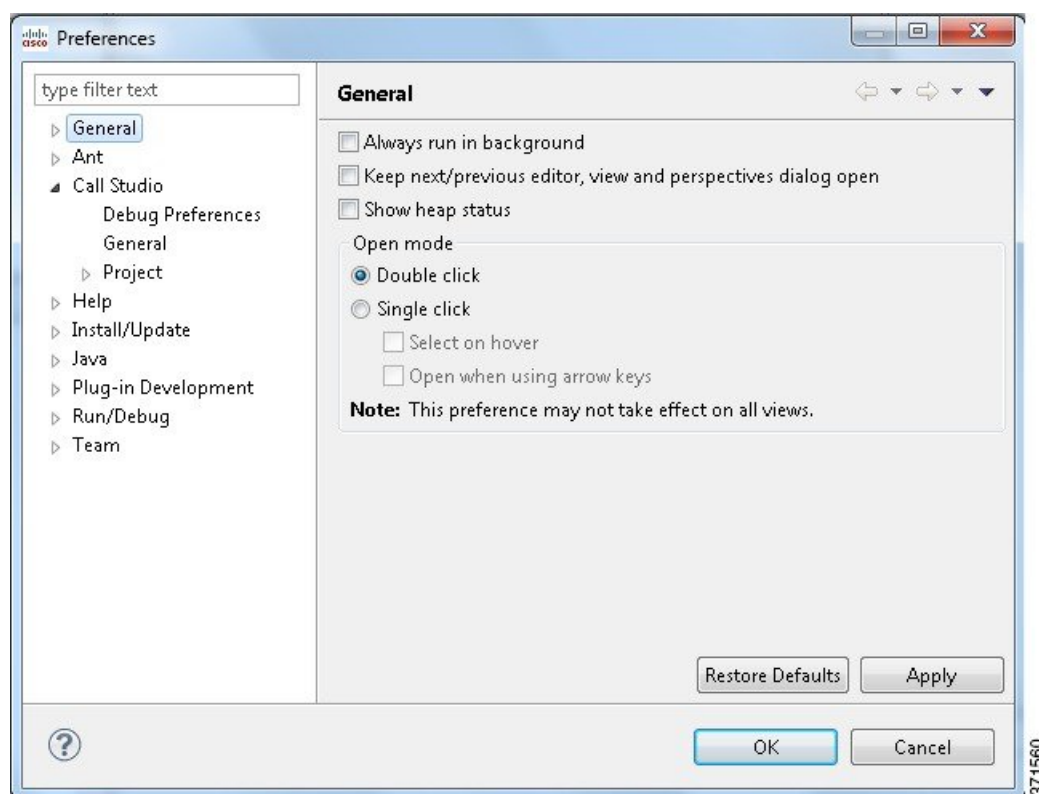 cisco Preferences
type filter text
General
Ant
Call Studio
Debug Preferences
General
Project
Help
Install/Update
Java
Plug-in Development
Run/Debug
Team
General
Always run in background
Keep next/previous editor, view and perspectives dialog open
Show heap status
Open mode
Double click
Single click
Select on hover
Open when using arrow keys
Note: This preference may not take effect on all views.
Restore Defaults Apply
? OK Cancel
371560